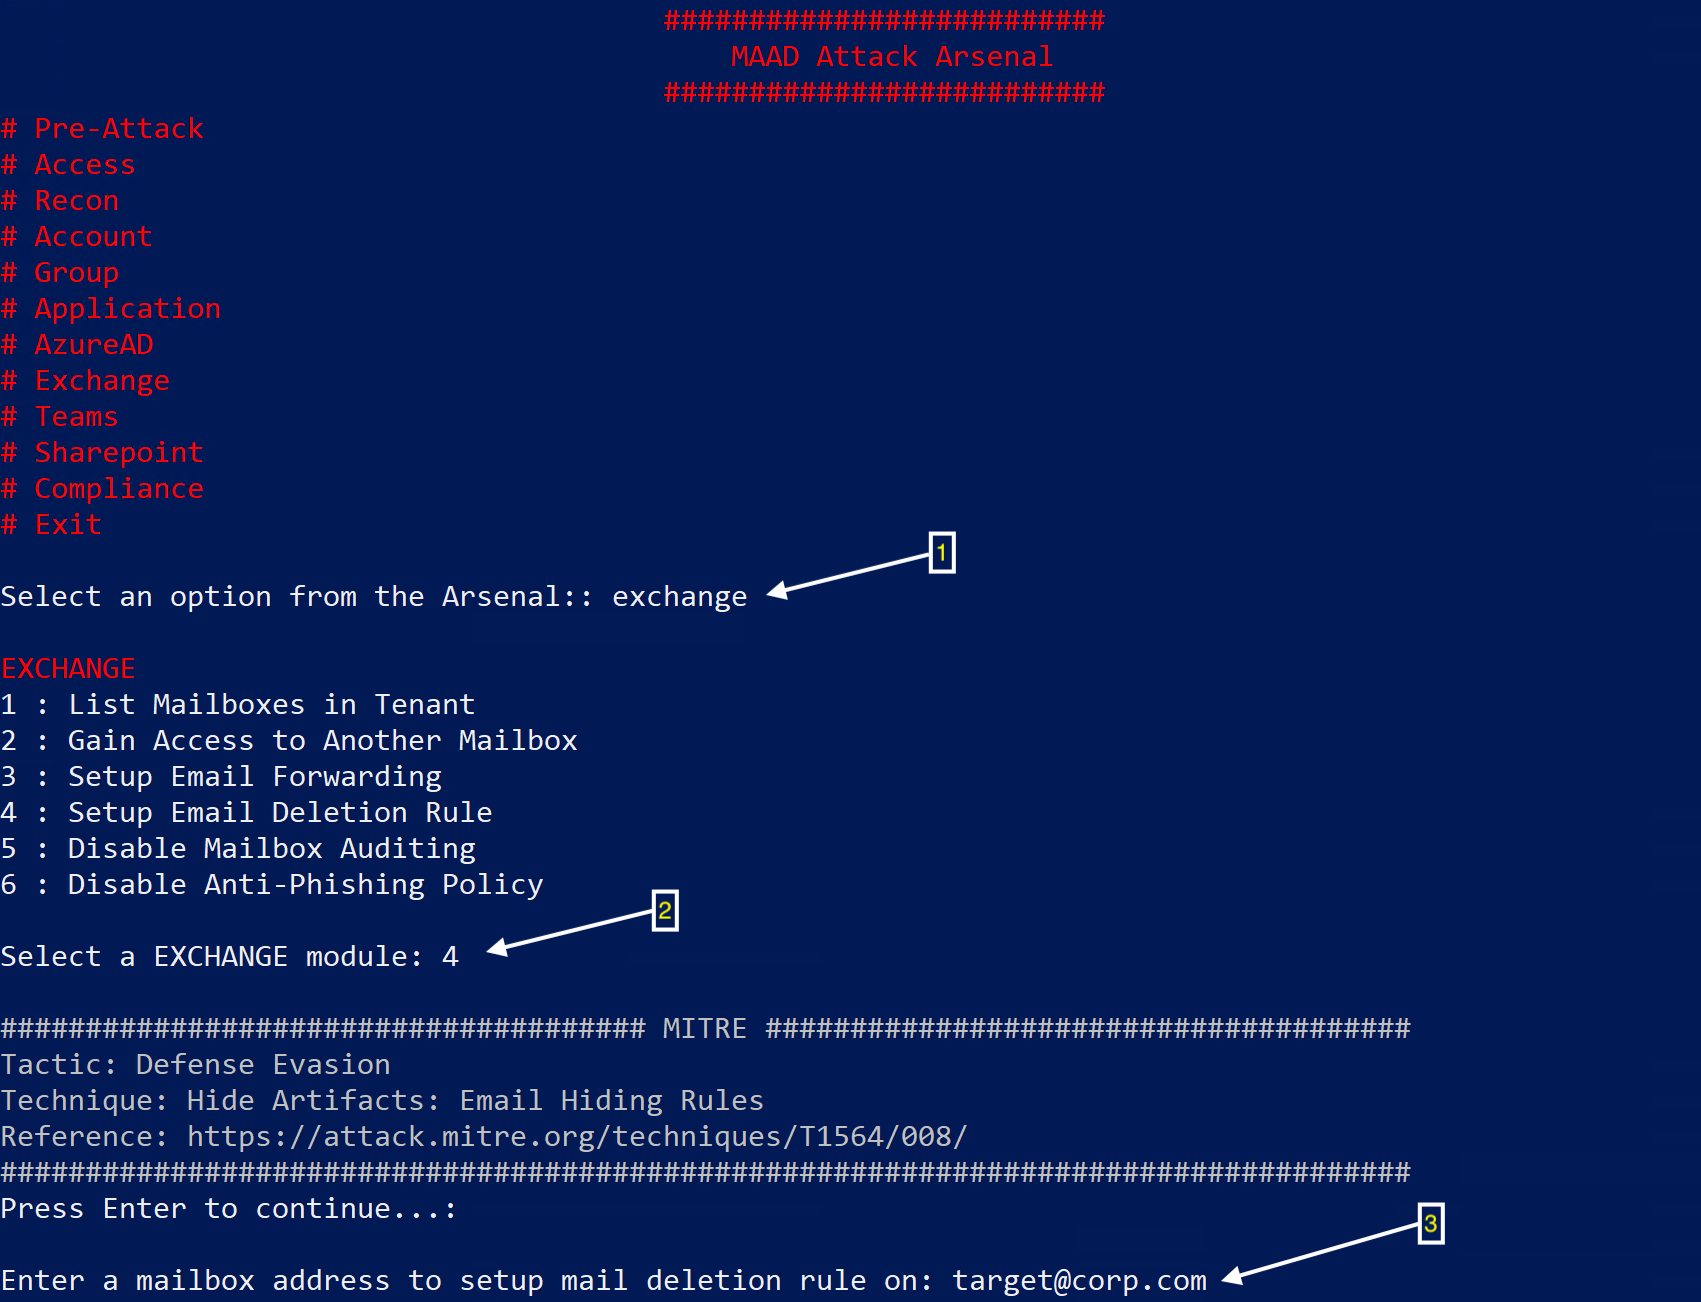 ##########################
MAAD Attack Arsenal
##########################
# Pre-Attack
# Access
# Recon
# Account
# Group
# Application
# AzureAD
# Exchange
# Teams
# Sharepoint
# Compliance
# Exit
1
Select an option from the Arsenal:: exchange
EXCHANGE
1 : List Mailboxes in Tenant
2 : Gain Access to Another Mailbox
3 : Setup Email Forwarding
4 : Setup Email Deletion Rule
5 : Disable Mailbox Auditing
6 : Disable Anti-Phishing Policy
2
Select a EXCHANGE module: 4
###################################### MITRE ######################################
Tactic: Defense Evasion
Technique: Hide Artifacts: Email Hiding Rules
Reference: https://attack.mitre.org/techniques/T1564/008/
###################################################################################
Press Enter to continue...:
3
Enter a mailbox address to setup mail deletion rule on: target@corp.com